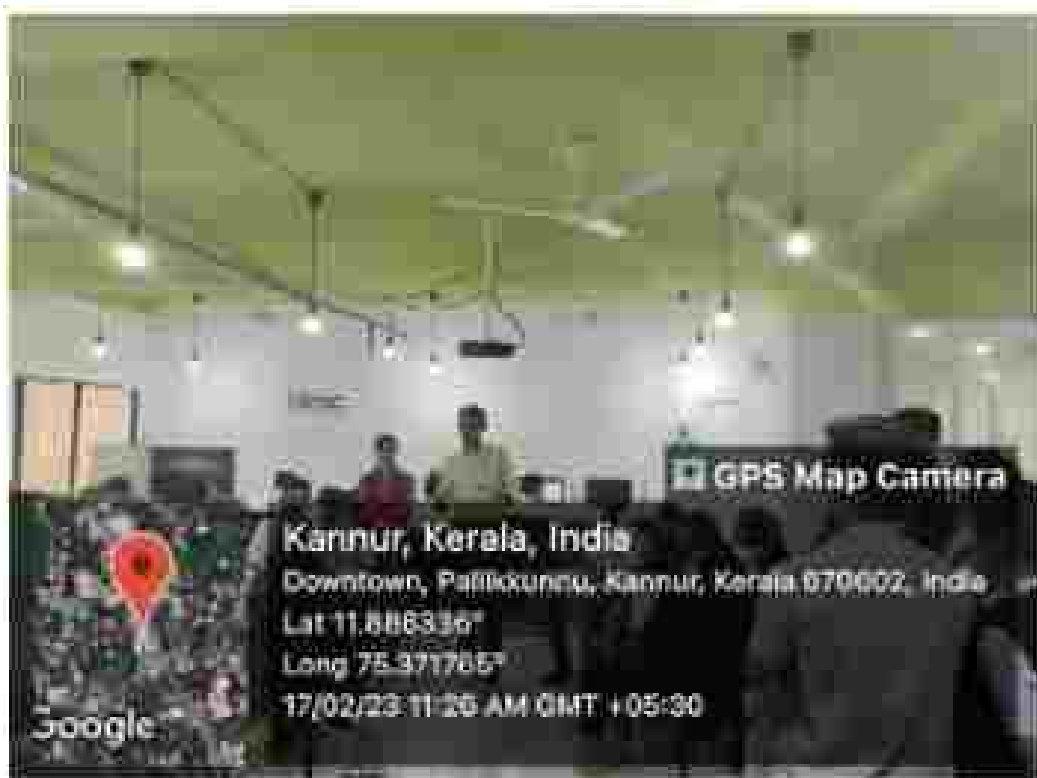 GPS Map Camera
Kannur, Kerala, India
Downtown, Pallikkunnu, Kannur, Kerala 670602, India
Lat 11.886336°
Long 75.371765°
17/02/23 11:26 AM GMT +05:30
Google